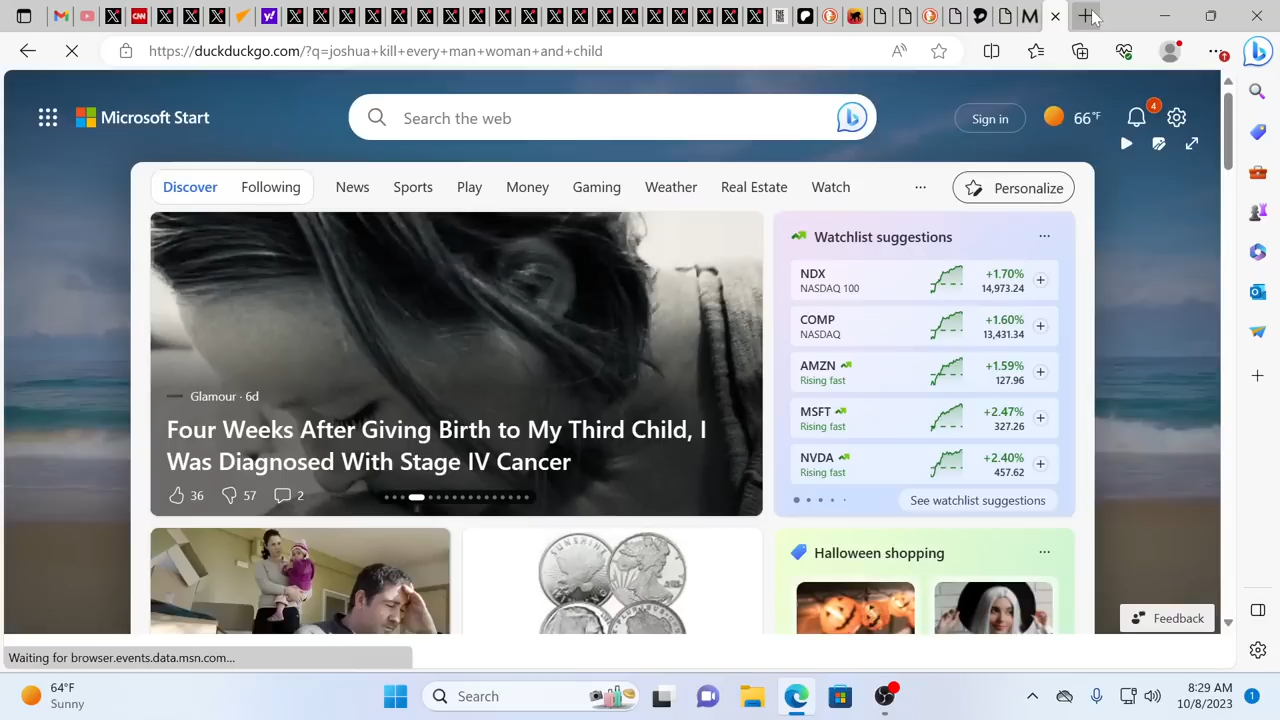 CNN
https://duckduckgo.com/?q=joshua+kill+every+man+woman+and+child
Microsoft Start
Search the web
Sign in
66°F
4
Discover
Following
News
Sports
Play
Money
Gaming
Weather
Real Estate
Watch
Personalize
Glamour · 6d
Four Weeks After Giving Birth to My Third Child, I
Was Diagnosed With Stage IV Cancer
36
57
2
Watchlist suggestions
NDX +1.70%
NASDAQ 100 14,973.24
COMP +1.60%
NASDAQ 13,431.34
AMZN +1.59%
Rising fast 127.96
MSFT +2.47%
Rising fast 327.26
NVDA +2.40%
Rising fast 457.62
See watchlist suggestions
SUNSHINE
Halloween shopping
Feedback
Waiting for browser.events.data.msn.com...
64°F
Sunny
Search
8:29 AM
10/8/2023
1